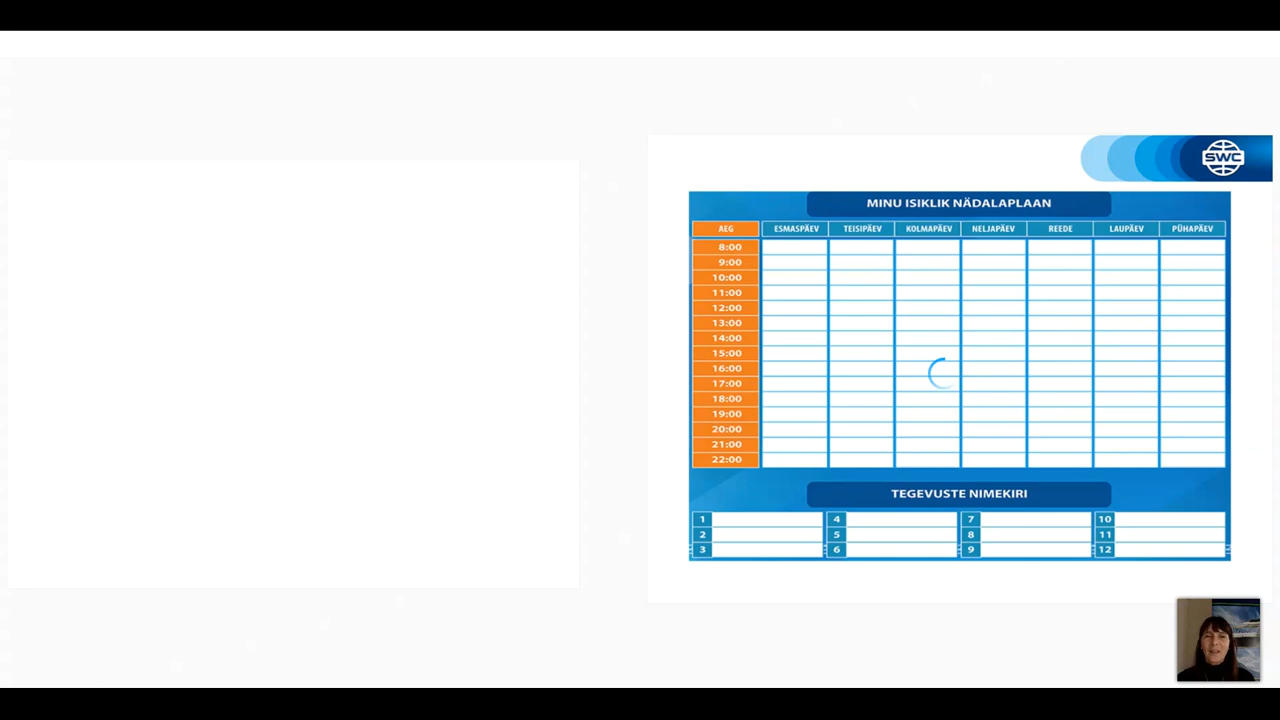 SWC
MINU ISIKLIK NÄDALAPLAAN
AEG ESMASPÄEV TEISIPÄEV KOLMAPÄEV NELJAPÄEV REEDE LAUPÄEV PÜHAPÄEV
8:00
9:00
10:00
11:00
12:00
13:00
14:00
15:00
16:00
17:00
18:00
19:00
20:00
21:00
22:00
TEGEVUSTE NIMEKIRI
1 4 7 10
2 5 8 11
3 6 9 12